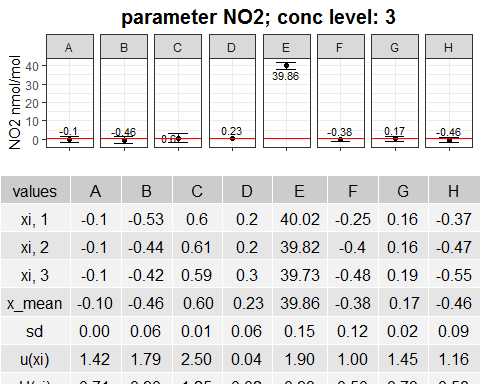 parameter NO2; conc level: 3
A B C D E F G H
NO2 nmol/mol
40
30
20
10
0
-0.1 -0.46 0.23 39.86 -0.38 0.17 -0.46
values A B C D E F G H
xi, 1 -0.1 -0.53 0.6 0.2 40.02 -0.25 0.16 -0.37
xi, 2 -0.1 -0.44 0.61 0.2 39.82 -0.4 0.16 -0.47
xi, 3 -0.1 -0.42 0.59 0.3 39.73 -0.48 0.19 -0.55
x_mean -0.10 -0.46 0.60 0.23 39.86 -0.38 0.17 -0.46
sd 0.00 0.06 0.01 0.06 0.15 0.12 0.02 0.09
u(xi) 1.42 1.79 2.50 0.04 1.90 1.00 1.45 1.16